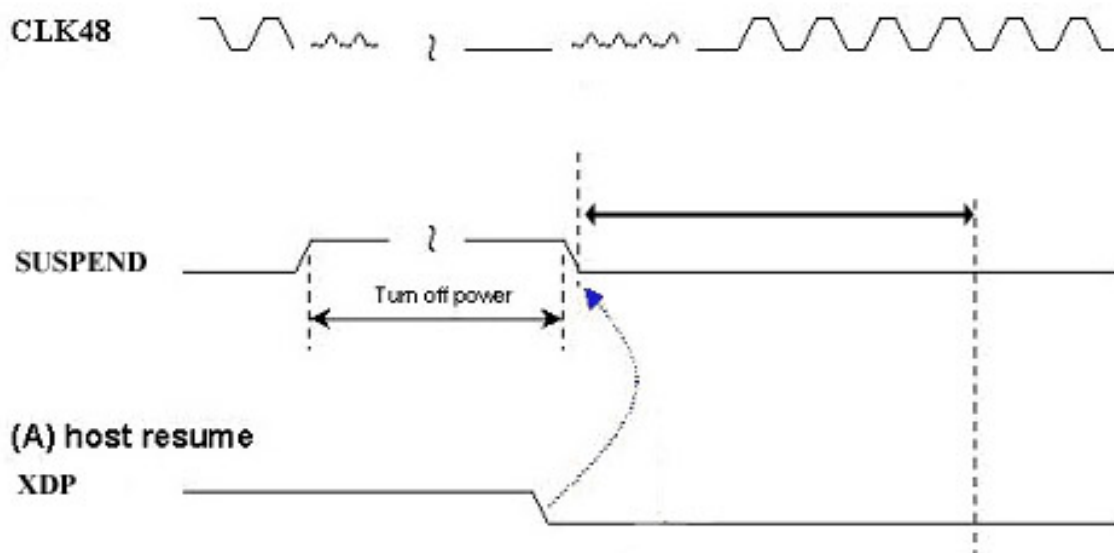 CLK48
SUSPEND
Turn off power
(A) host resume
XDP